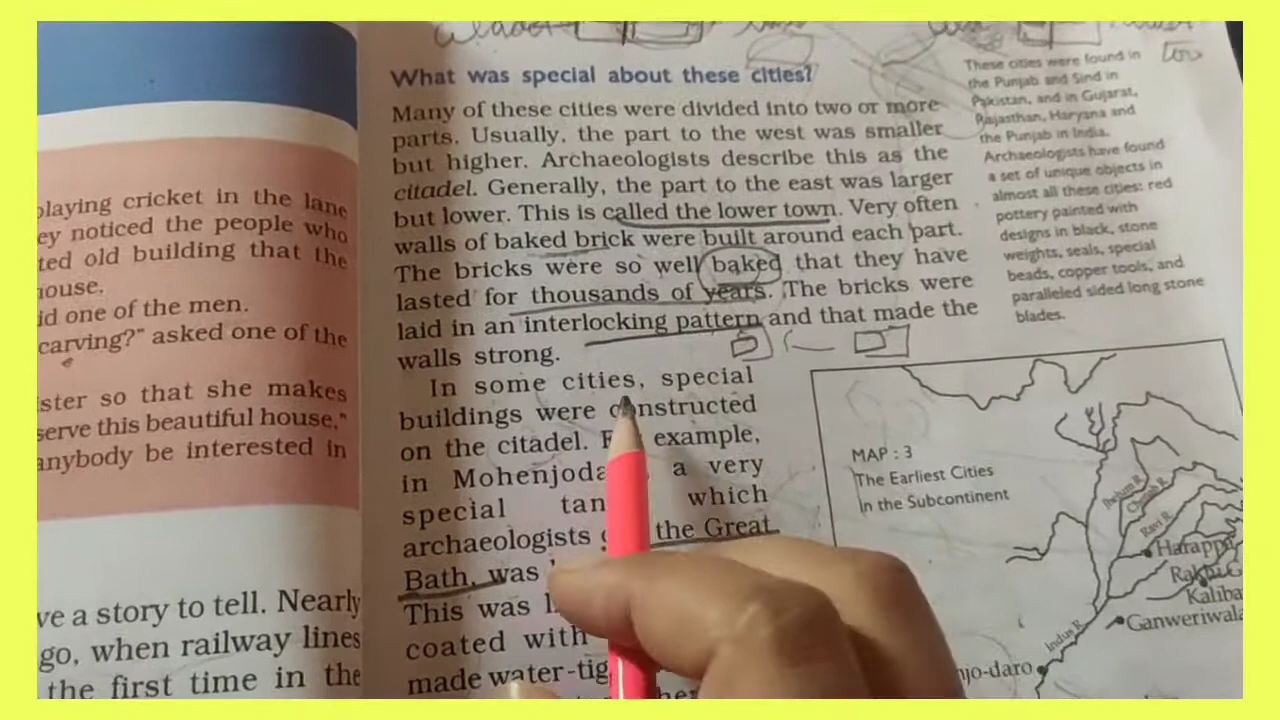 playing cricket in the lane
ey noticed the people who
ted old building that the
house.
id one of the men.
carving?" asked one of the
ster so that she makes
serve this beautiful house,"
anybody be interested in
ve a story to tell. Nearly
go, when railway lines
the first time in the
What was special about these cities?
Many of these cities were divided into two or more
parts. Usually, the part to the west was smaller
but higher. Archaeologists describe this as the
citadel. Generally, the part to the east was larger
but lower. This is called the lower town. Very often
walls of baked brick were built around each part.
The bricks were so well baked that they have
lasted for thousands of years. The bricks were
laid in an interlocking pattern and that made the
walls strong.
In some cities, special
buildings were constructed
on the citadel. example,
in Mohenjoda a very
special tan which
archaeologists the Great
Bath, was
This was
coated with
made water-tig
These cities were found in
the Punjab and Sind in
Pakistan, and in Gujarat,
Rajasthan, Haryana and
the Punjab in India.
Archaeologists have found
a set of unique objects in
almost all these cities: red
pottery painted with
designs in black, stone
weights, seals, special
beads, copper tools, and
paralleled sided long stone
blades.
MAP : 3
The Earliest Cities
in the Subcontinent
Jhelum R.
Chenab R.
Ravi R.
Harappa
Rakhi G
Kaliba
Ganweriwala
Indus R.
njo-daro